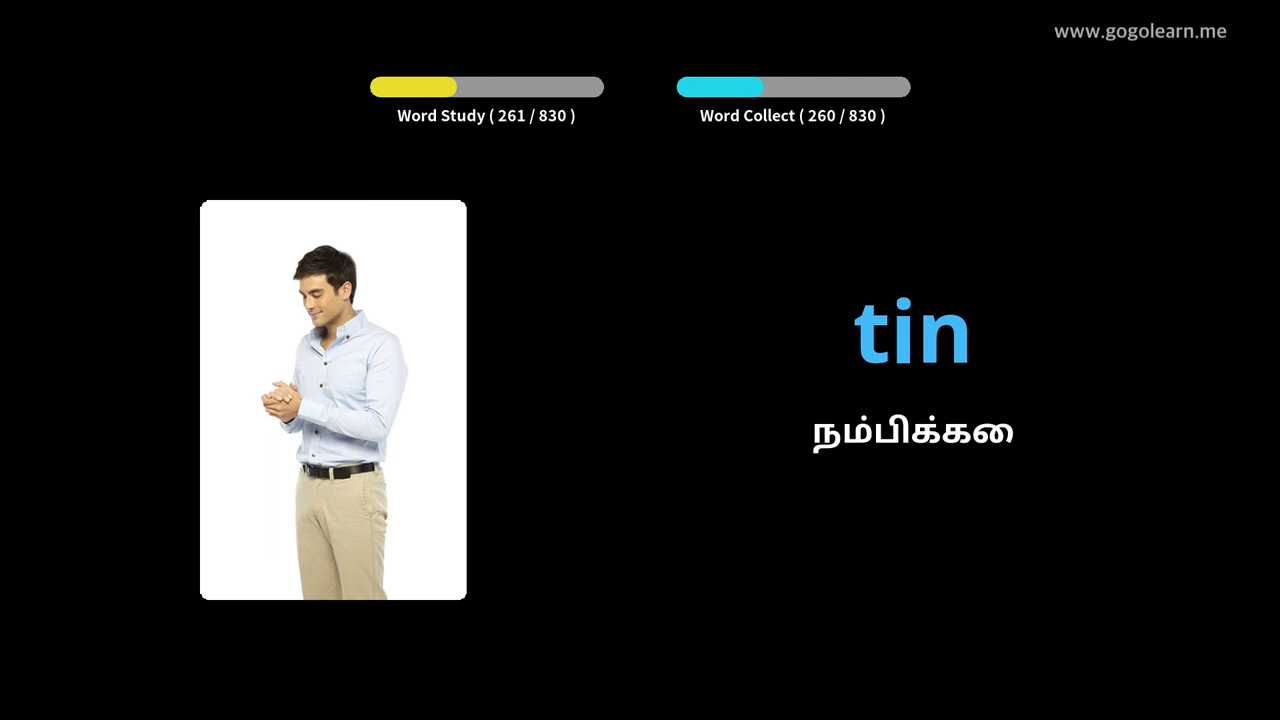 www.gogolearn.me
Word Study ( 261 / 830 )
Word Collect ( 260 / 830 )
tin
நம்பிக்கை